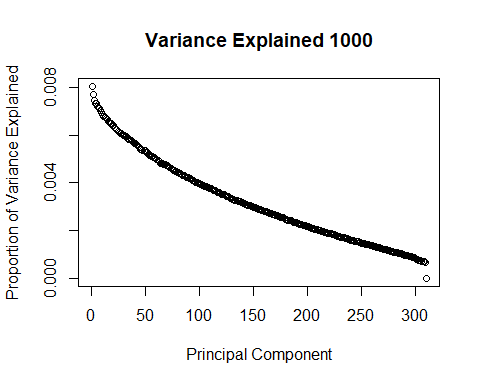 Variance Explained 1000
Proportion of Variance Explained
0.008
0.004
0.000
0 50 100 150 200 250 300
Principal Component